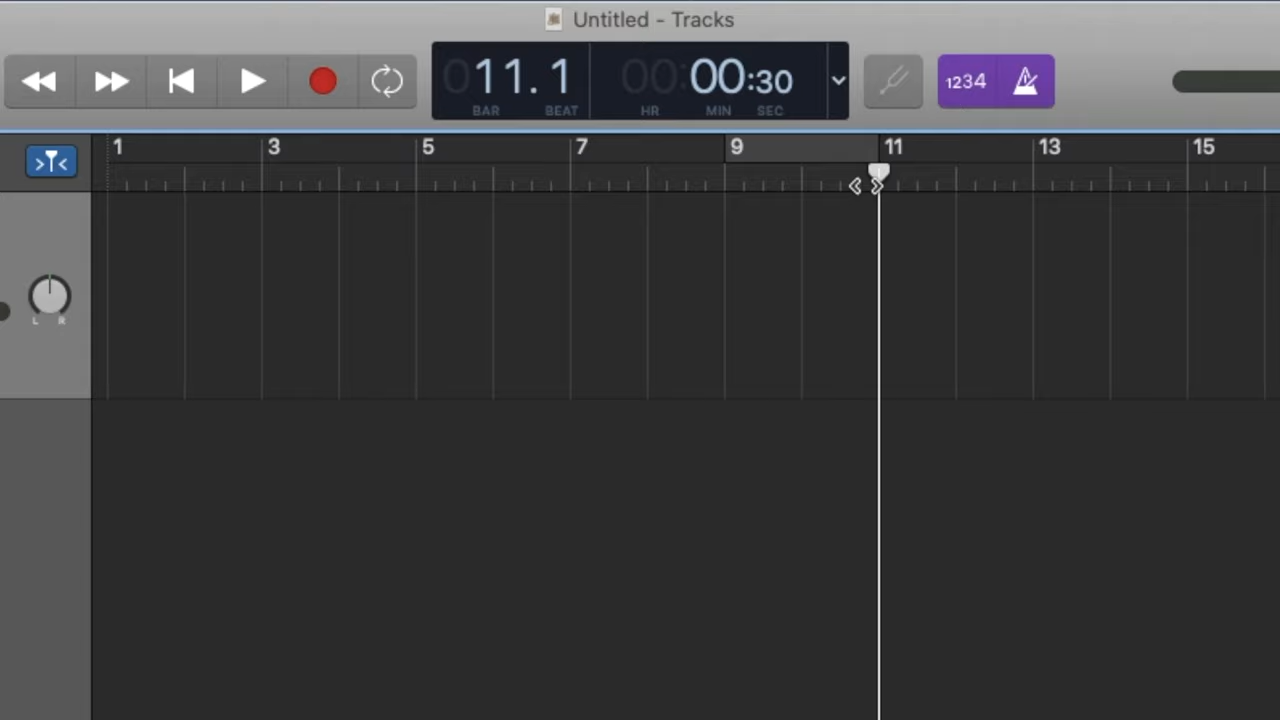 Untitled - Tracks
011. 1 00:00:30 1234
BAR BEAT HR MIN SEC
1 3 5 7 9 11 13 15
L R